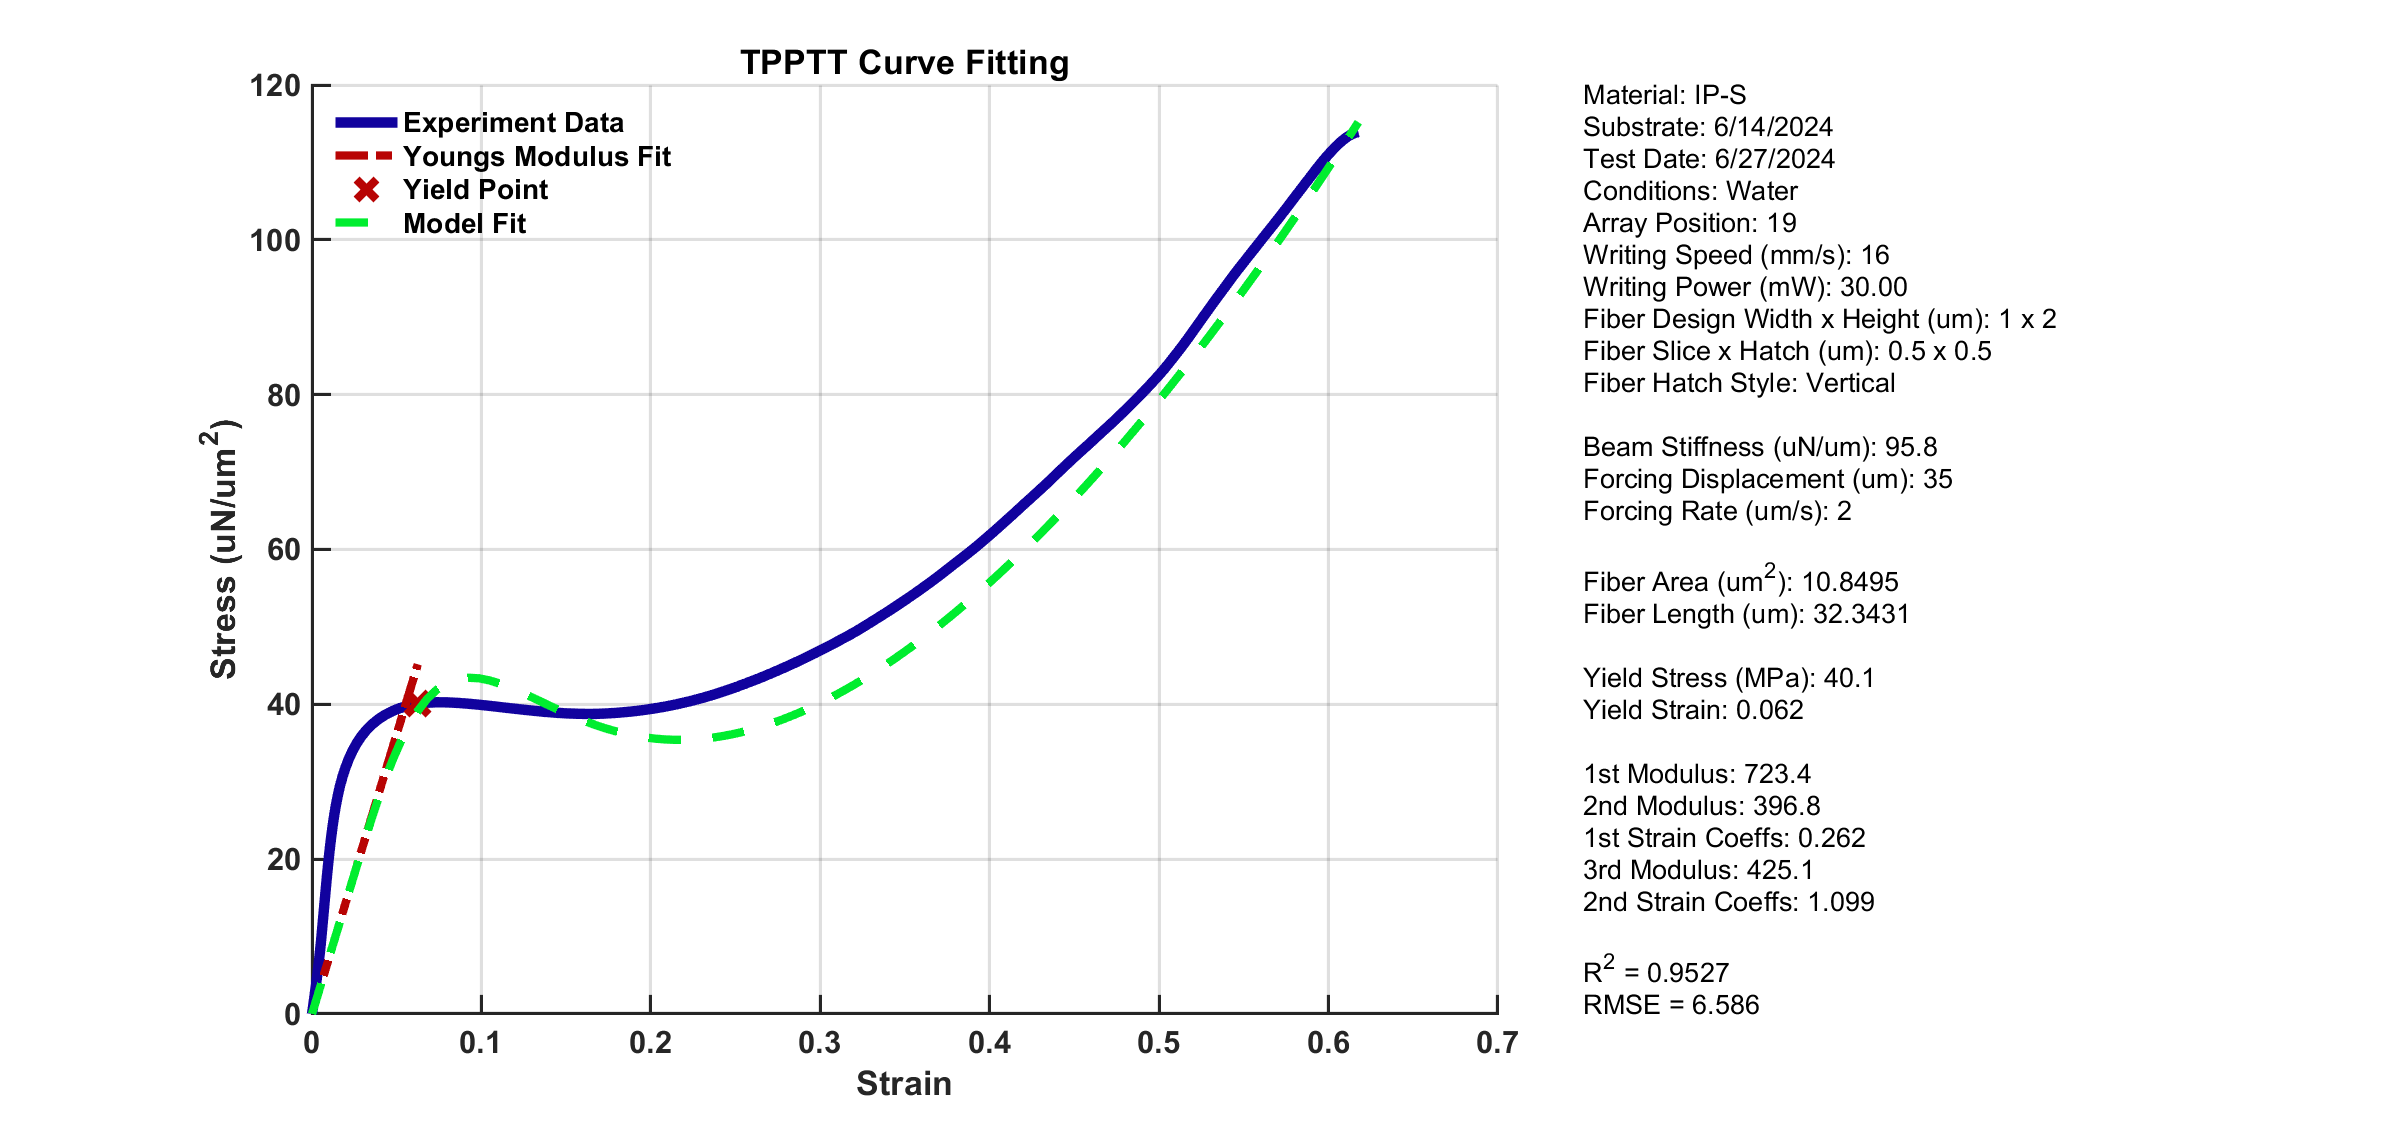 TPPTT Curve Fitting
120
100
80
60
40
20
0
Stress (uN/um2)
Experiment Data
Youngs Modulus Fit
Yield Point
Model Fit
0 0.1 0.2 0.3 0.4 0.5 0.6 0.7
Strain
Material: IP-S
Substrate: 6/14/2024
Test Date: 6/27/2024
Conditions: Water
Array Position: 19
Writing Speed (mm/s): 16
Writing Power (mW): 30.00
Fiber Design Width x Height (um): 1 x 2
Fiber Slice x Hatch (um): 0.5 x 0.5
Fiber Hatch Style: Vertical
Beam Stiffness (uN/um): 95.8
Forcing Displacement (um): 35
Forcing Rate (um/s): 2
Fiber Area (um2): 10.8495
Fiber Length (um): 32.3431
Yield Stress (MPa): 40.1
Yield Strain: 0.062
1st Modulus: 723.4
2nd Modulus: 396.8
1st Strain Coeffs: 0.262
3rd Modulus: 425.1
2nd Strain Coeffs: 1.099
R2 = 0.9527
RMSE = 6.586